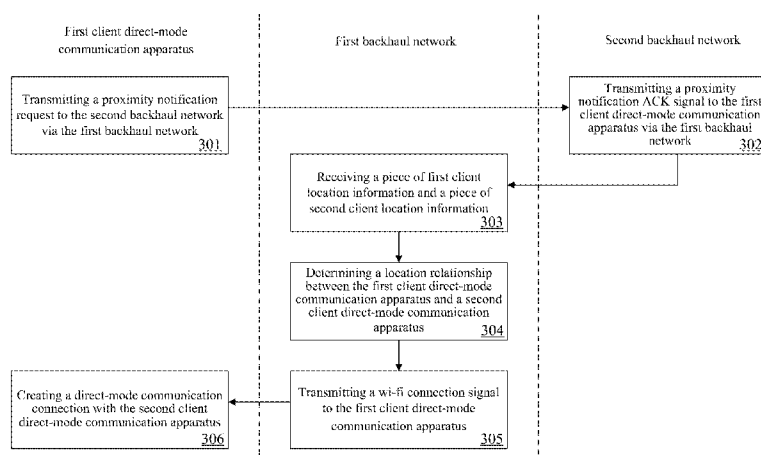 First client direct-mode
communication apparatus
First backhaul network
Second backhaul network
Transmitting a proximity notification
request to the second backhaul network
via the first backhaul network
301
Transmitting a proximity
notification ACK signal to the first
client direct-mode communication
apparatus via the first backhaul
network
302
Receiving a piece of first client
location information and a piece of
second client location information
303
Determining a location relationship
between the first client direct-mode
communication apparatus and a second
client direct-mode communication
apparatus
304
Creating a direct-mode communication
connection with the second client
direct-mode communication apparatus
306
Transmitting a wi-fi connection signal
to the first client direct-mode
communication apparatus
305